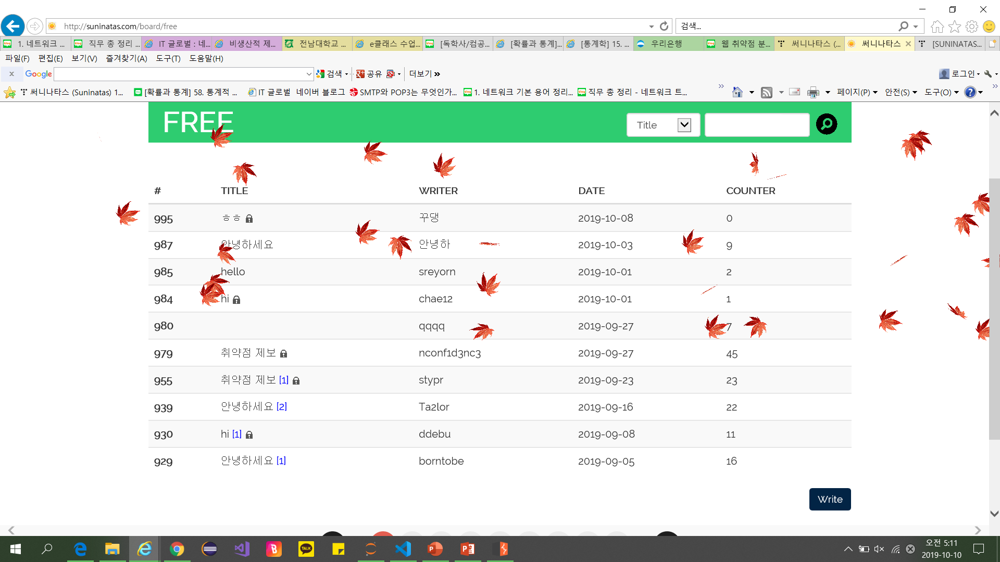 http://suninatas.com/board/free
검색...
1. 네트워크 ...
직무 총 정리 ...
IT 글로벌 : 네...
비생산적 제...
전남대학교 ...
e클래스 수업...
[독학사/컴공...
[확률과 통계]...
[통계학] 15. ...
우리은행
웹 취약점 분...
써니나타스 (...
써니나타스
[SUNINATAS...
파일(F) 편집(E) 보기(V) 즐겨찾기(A) 도구(T) 도움말(H)
x Google 검색 공유 더보기 » 로그인
써니나타스 (Suninatas) 1... [확률과 통계] 58. 통계적 ... IT 글로벌 네이버 블로그 SMTP와 POP3는 무엇인가... 1. 네트워크 기본 용어 정리... 직무 총 정리 - 네트워크 트... 페이지(P) 안전(S) 도구(O)
FREE Title
# TITLE WRITER DATE COUNTER
995 ㅎㅎ 꾸댕 2019-10-08 0
987 안녕하세요 안녕하 2019-10-03 9
985 hello sreyorn 2019-10-01 2
984 hi chae12 2019-10-01 1
980 qqqq 2019-09-27 7
979 취약점 제보 nconf1d3nc3 2019-09-27 45
955 취약점 제보 [1] stypr 2019-09-23 23
939 안녕하세요 [2] Ta2lor 2019-09-16 22
930 hi [1] ddebu 2019-09-08 11
929 안녕하세요 [1] borntobe 2019-09-05 16
Write
오전 5:11
2019-10-10